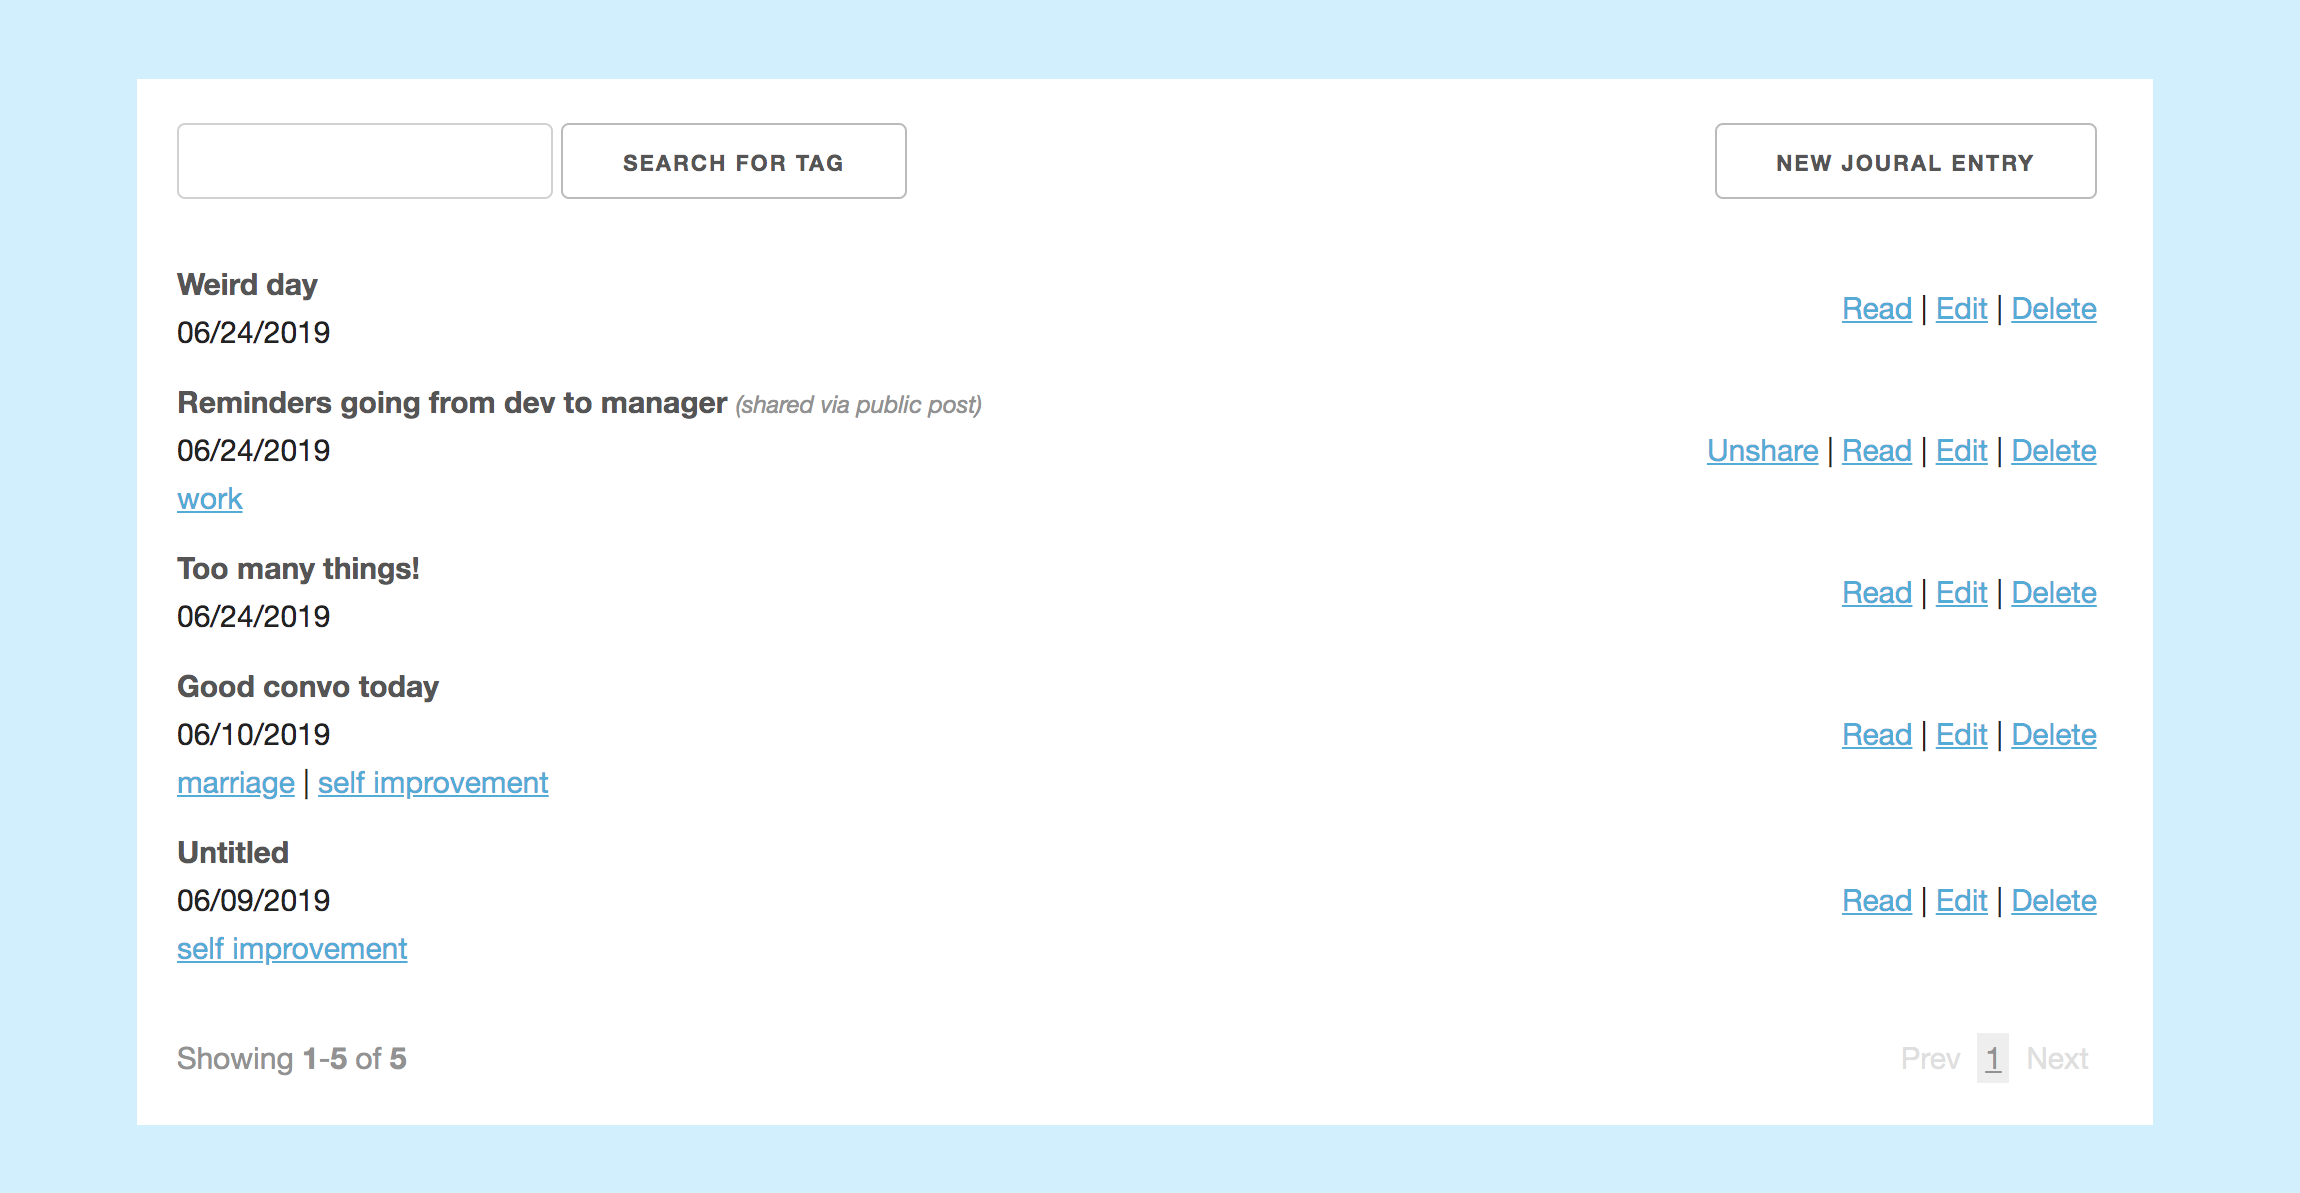 SEARCH FOR TAG
NEW JOURAL ENTRY
Weird day
06/24/2019
Read | Edit | Delete
Reminders going from dev to manager (shared via public post)
06/24/2019
Unshare | Read | Edit | Delete
work
Too many things!
06/24/2019
Read | Edit | Delete
Good convo today
06/10/2019
Read | Edit | Delete
marriage | self improvement
Untitled
06/09/2019
Read | Edit | Delete
self improvement
Showing 1-5 of 5
Prev 1 Next